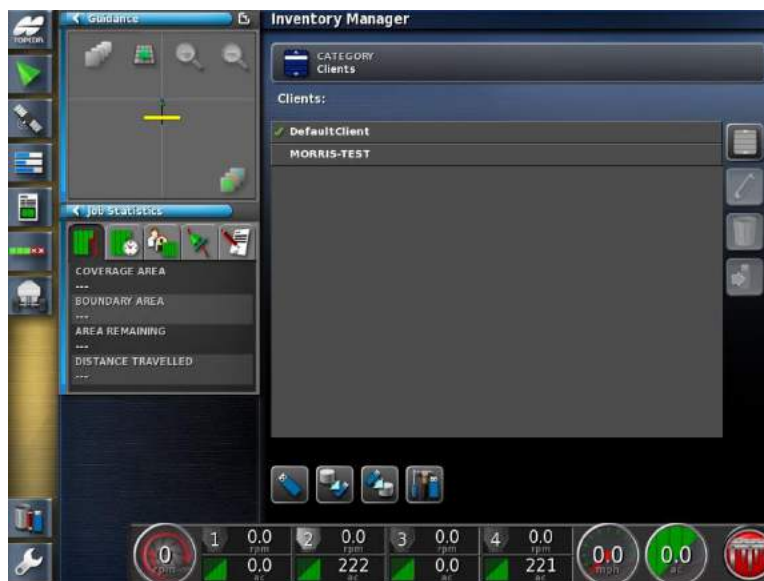 TOPCON
Guidance
Inventory Manager
CATEGORY
Clients
Clients:
DefaultClient
MORRIS-TEST
Job Statistics
COVERAGE AREA
---
BOUNDARY AREA
---
AREA REMAINING
---
DISTANCE TRAVELLED
---
0
rpm
1
0.0
rpm
0.0
ac
2
0.0
rpm
222
ac
3
0.0
rpm
0.0
ac
4
0.0
rpm
221
ac
0.0
mph
0.0
ac